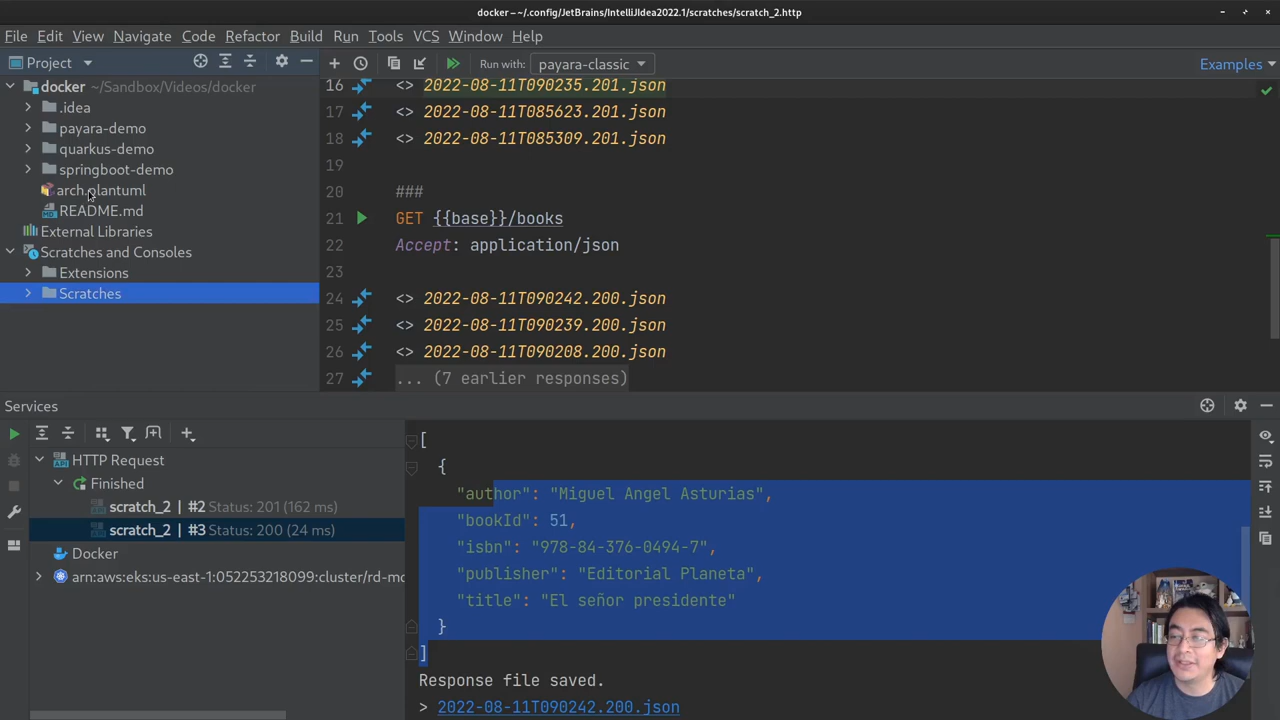 docker – ~/.config/JetBrains/IntelliJIdea2022.1/scratches/scratch_2.http
File Edit View Navigate Code Refactor Build Run Tools VCS Window Help
Project
Run with: payara-classic
Examples
docker ~/Sandbox/Videos/docker
.idea
payara-demo
quarkus-demo
springboot-demo
arch.plantuml
README.md
External Libraries
Scratches and Consoles
Extensions
Scratches
16 <> 2022-08-11T090235.201.json
17 <> 2022-08-11T085623.201.json
18 <> 2022-08-11T085309.201.json
19
20 ###
21 GET {{base}}/books
22 Accept: application/json
23
24 <> 2022-08-11T090242.200.json
25 <> 2022-08-11T090239.200.json
26 <> 2022-08-11T090208.200.json
27 ... (7 earlier responses)
Services
HTTP Request
Finished
scratch_2 | #2 Status: 201 (162 ms)
scratch_2 | #3 Status: 200 (24 ms)
Docker
arn:aws:eks:us-east-1:052253218099:cluster/rd-mo
[
{
"author": "Miguel Angel Asturias",
"bookId": 51,
"isbn": "978-84-376-0494-7",
"publisher": "Editorial Planeta",
"title": "El señor presidente"
}
]
Response file saved.
> 2022-08-11T090242.200.json